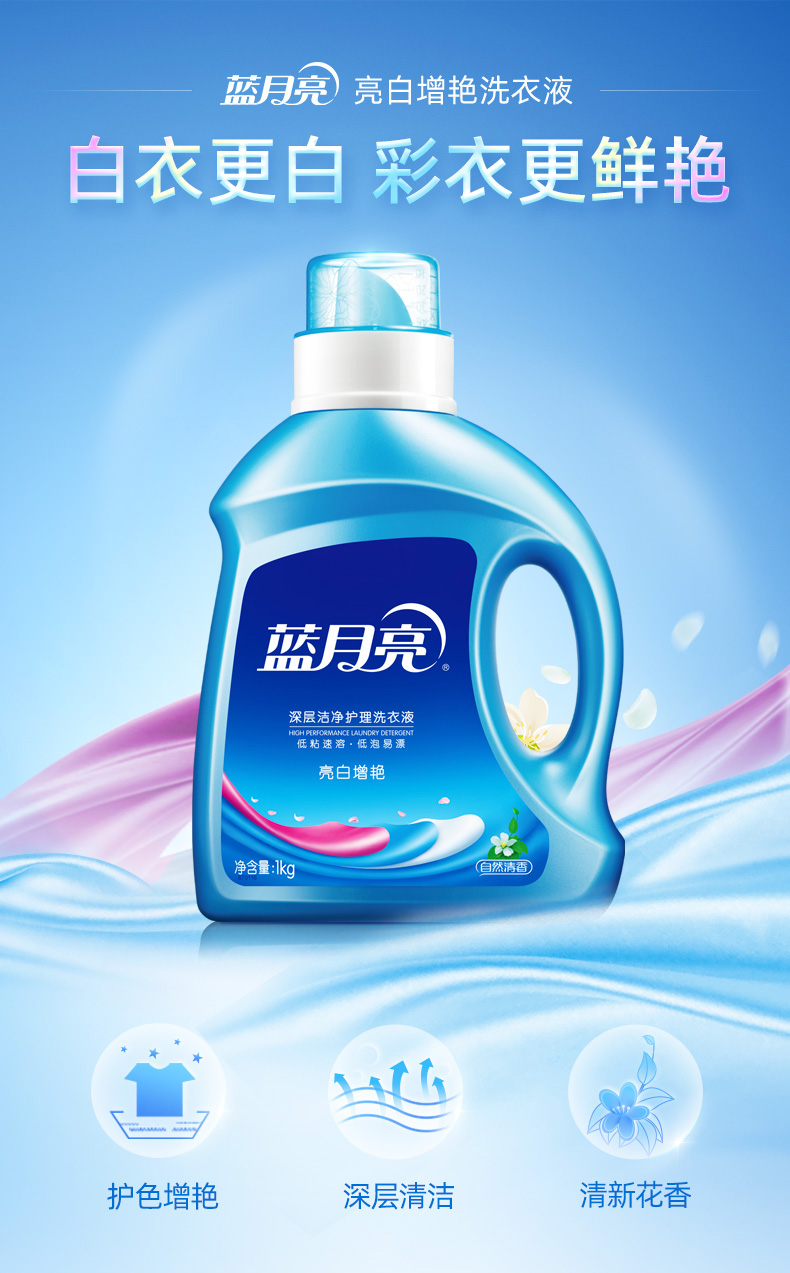 蓝月亮 亮白增艳洗衣液
白衣更白 彩衣更鲜艳
蓝月亮®
深层洁净护理洗衣液
HIGH PERFORMANCE LAUNDRY DETERGENT
低粘速溶·低泡易漂
亮白增艳
净含量:1kg
自然清香
护色增艳
深层清洁
清新花香